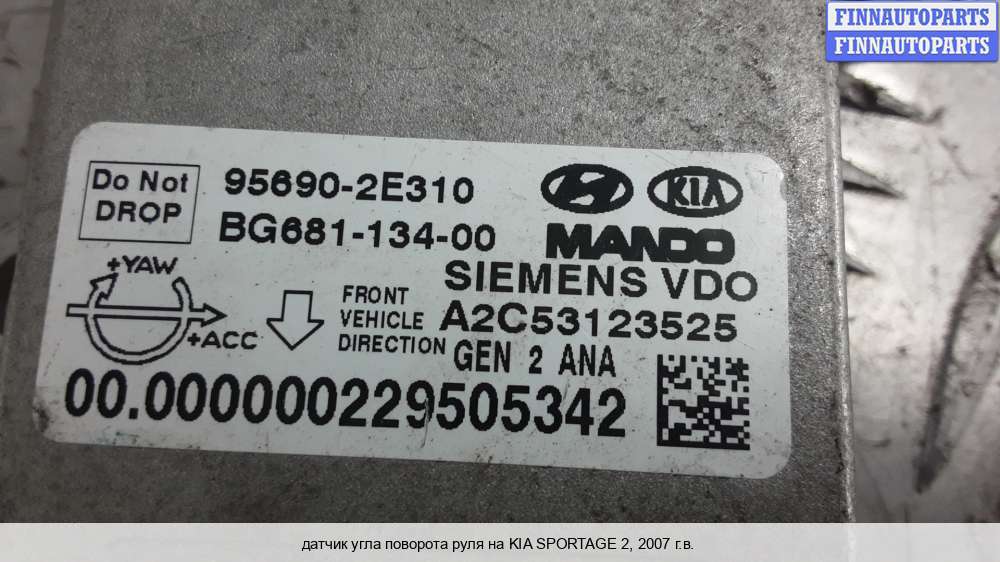 FINNAUTOPARTS
FINNAUTOPARTS
Do Not
DROP
95690-2E310
BG681-134-00
KIA
MANDO
SIEMENS VDO
+YAW
+ACC
FRONT
VEHICLE
DIRECTION
A2C53123525
GEN 2 ANA
00.000000229505342
датчик угла поворота руля на KIA SPORTAGE 2, 2007 г.в.